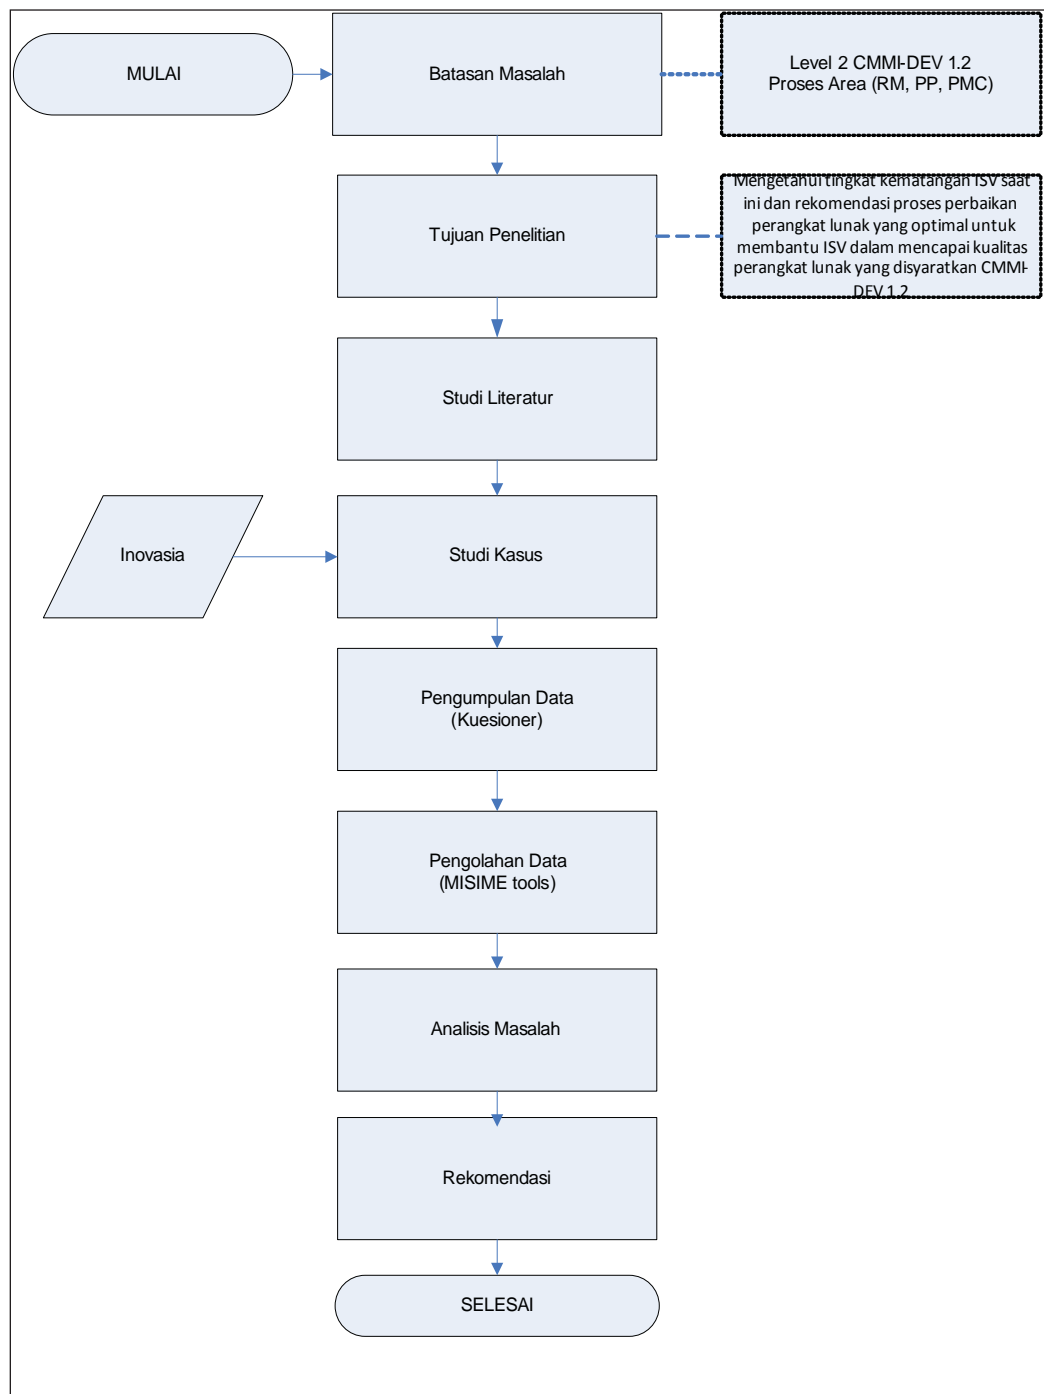 MULAI
Batasan Masalah
Level 2 CMMI-DEV 1.2
Proses Area (RM, PP, PMC)
Tujuan Penelitian
Mengetahui tingkat kematangan ISV saat
ini dan rekomendasi proses perbaikan
perangkat lunak yang optimal untuk
membantu ISV dalam mencapai kualitas
perangkat lunak yang disyaratkan CMMI-
DEV 1.2
Studi Literatur
Inovasia
Studi Kasus
Pengumpulan Data
(Kuesioner)
Pengolahan Data
(MISIME tools)
Analisis Masalah
Rekomendasi
SELESAI